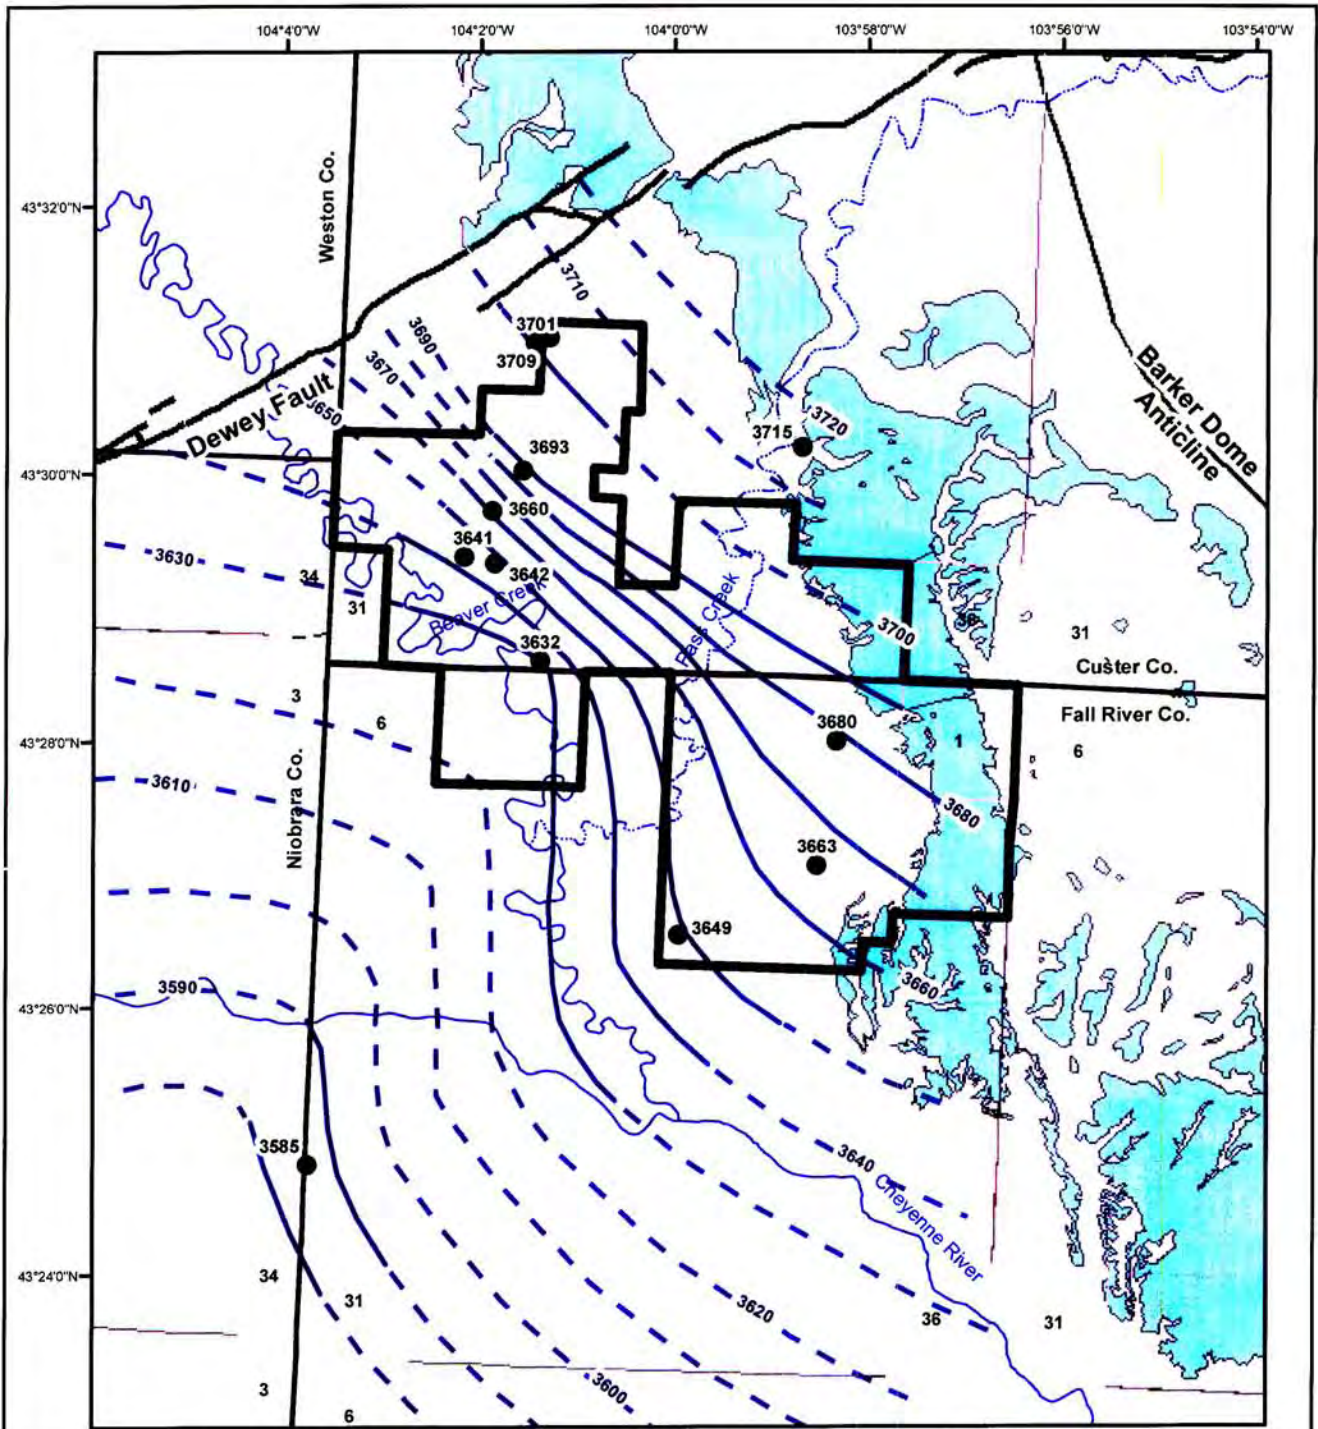 104°4'0"W 104°2'0"W 104°0'0"W 103°58'0"W 103°56'0"W 103°54'0"W
43°32'0"N
Weston Co.
3710
3701
3690
3709
3670
Barker Dome
Anticline
Dewey Fault
3650
3720
3715
3693
43°30'0"N
3660
3641
3630
3642
34
31
Beaver Creek
Pass Creek
36
3700
31
3632
Custer Co.
3
6
Fall River Co.
3680
1
6
43°28'0"N
3610
Niobrara Co.
3680
3663
3649
3590
3660
43°26'0"N
3585
3640
Cheyenne River
43°24'0"N
34
31
3620
36
31
3
3600
6